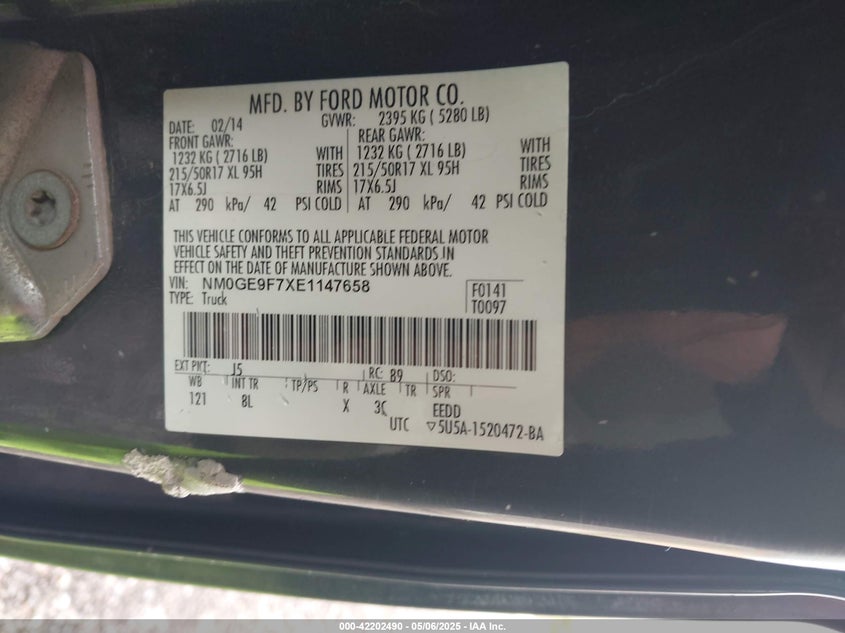 MFD. BY FORD MOTOR CO.
DATE: 02/14 GVWR: 2395 KG ( 5280 LB)
FRONT GAWR: REAR GAWR:
1232 KG ( 2716 LB) WITH 1232 KG ( 2716 LB) WITH
215/50R17 XL 95H TIRES 215/50R17 XL 95H TIRES
17X6.5J RIMS 17X6.5J RIMS
AT 290 kPa/ 42 PSI COLD AT 290 kPa/ 42 PSI COLD
THIS VEHICLE CONFORMS TO ALL APPLICABLE FEDERAL MOTOR
VEHICLE SAFETY AND THEFT PREVENTION STANDARDS IN
EFFECT ON THE DATE OF MANUFACTURE SHOWN ABOVE.
VIN: NM0GE9F7XE1147658 F0141
TYPE: Truck T0097
EXT PNT: J5 RC: B9 DSO:
WB INT TR TP/PS R AXLE TR SPR
121 8L X 3C EEDD
UTC ▽5U5A-1520472-BA
000-42202490 - 05/06/2025 - IAA Inc.